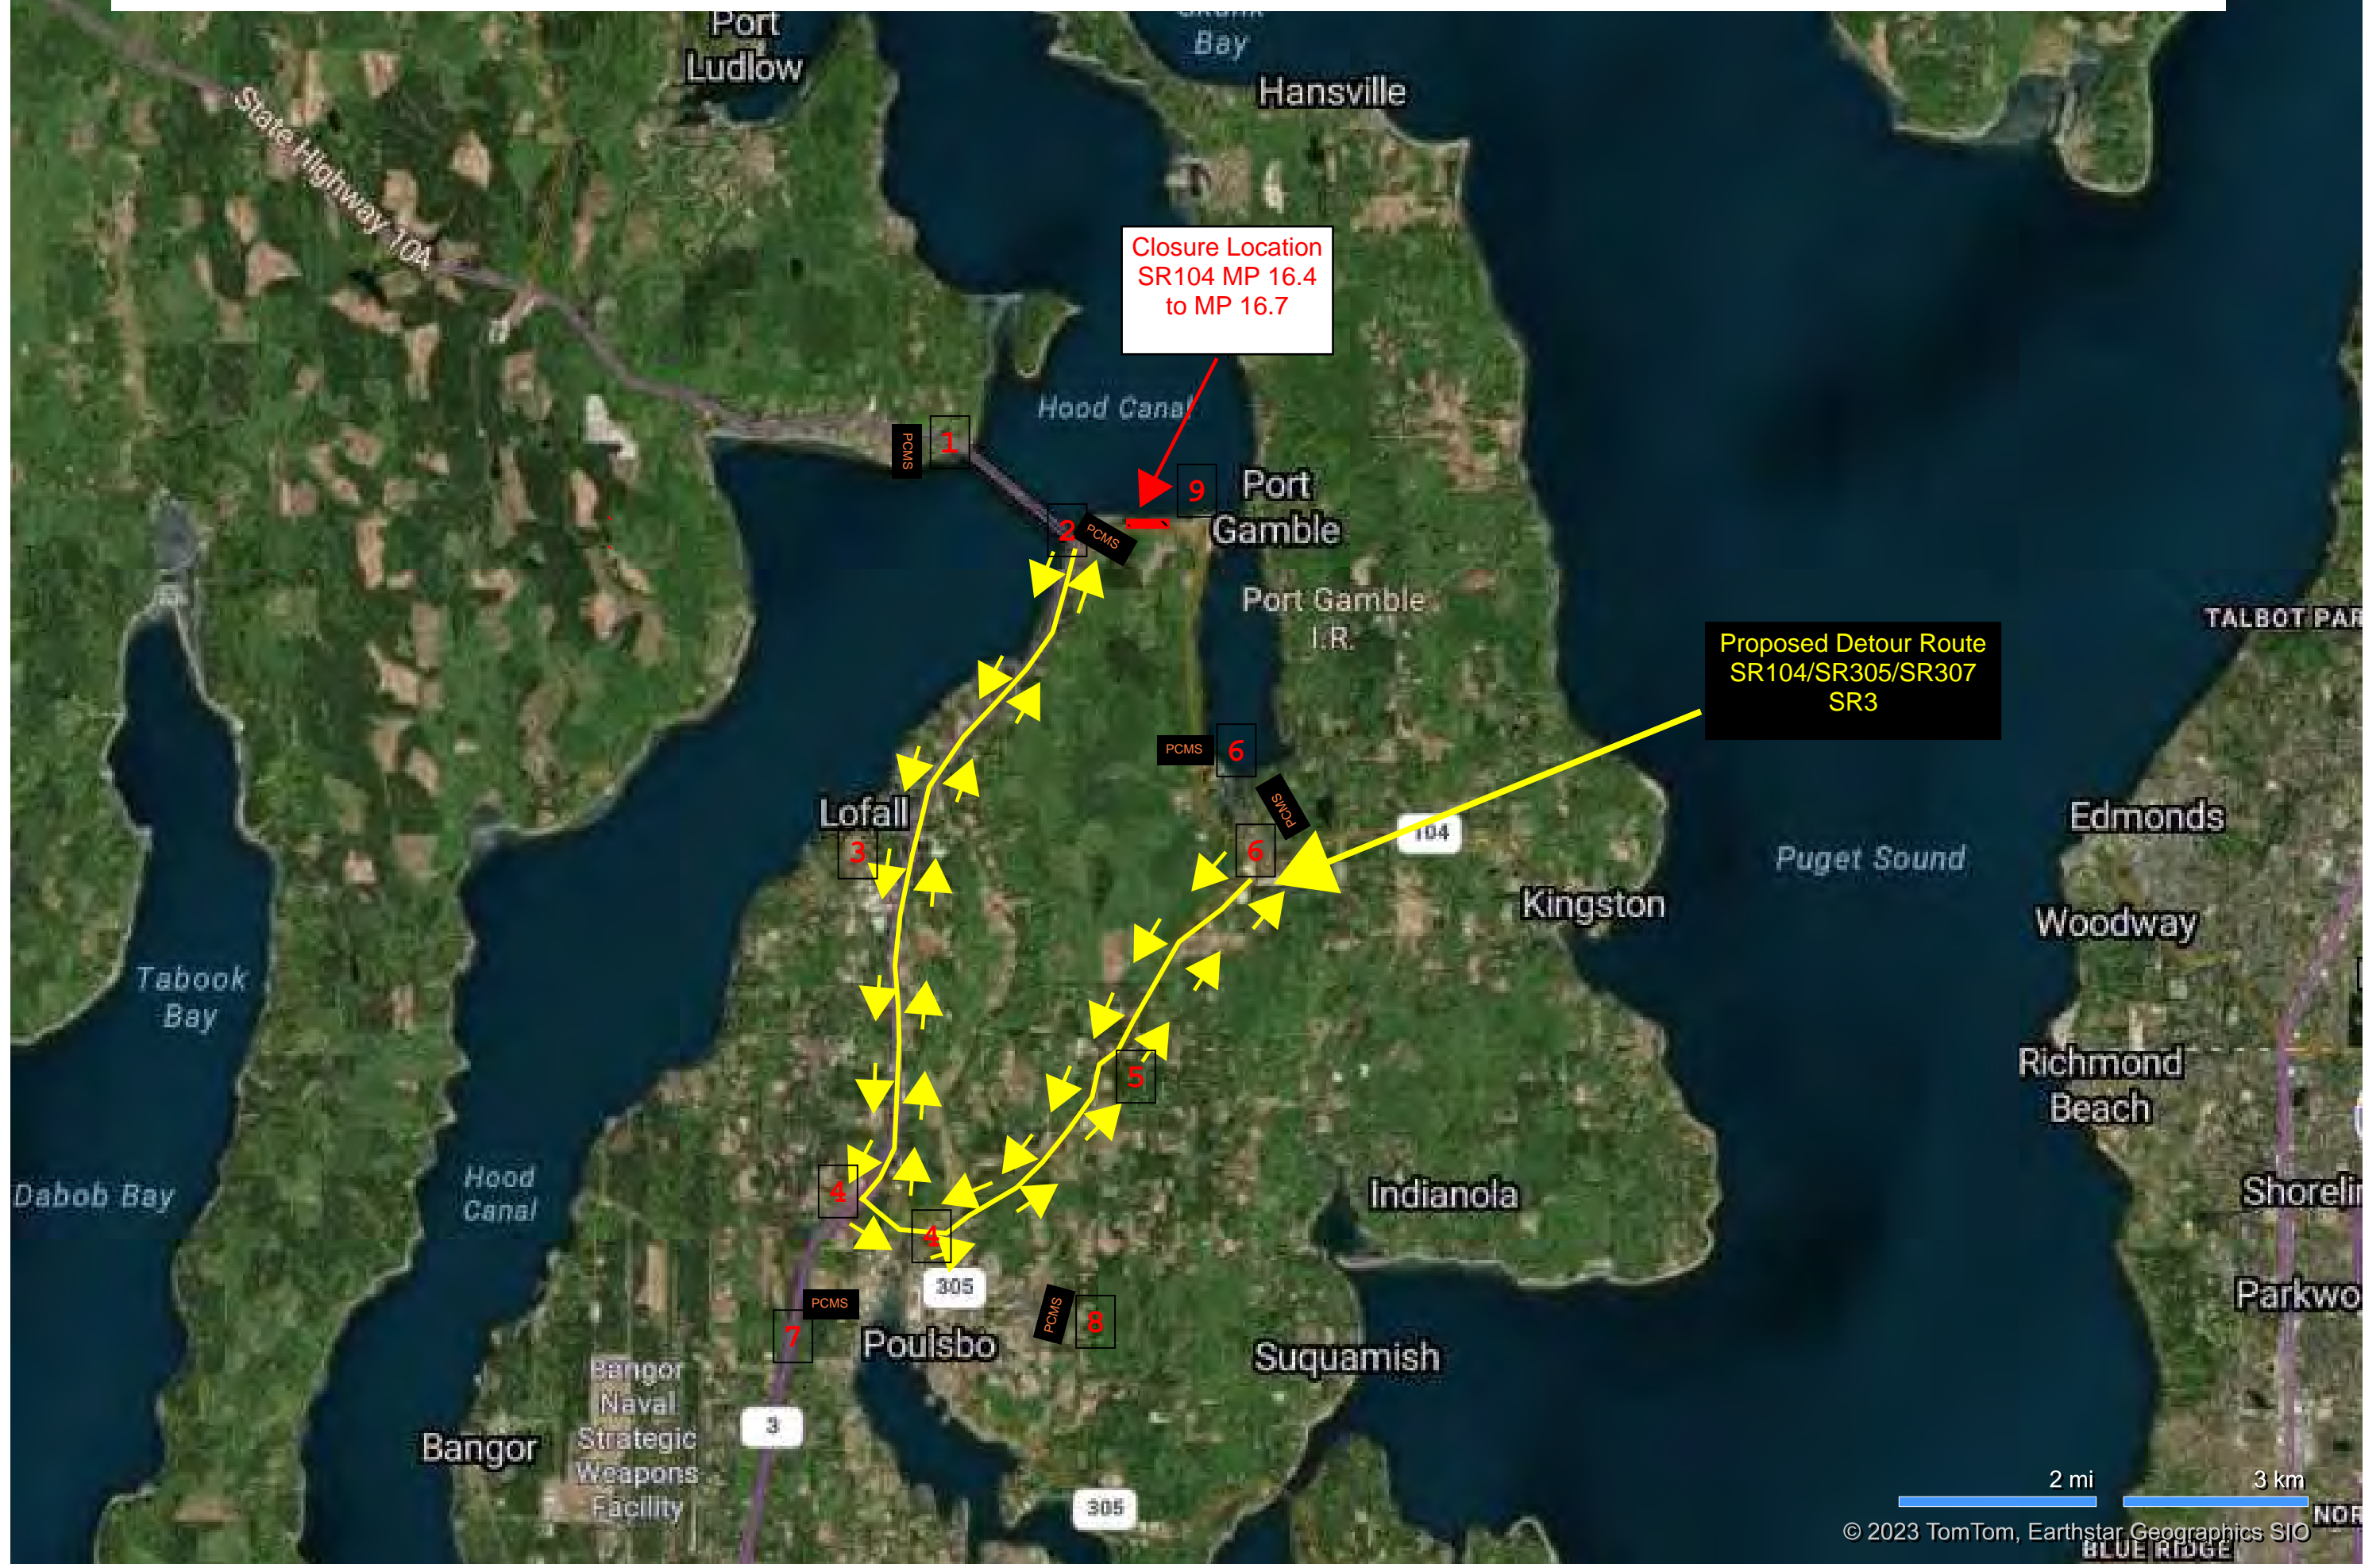 Port
Ludlow
Bay
Hansville
State Highway 104
Closure Location
SR104 MP 16.4
to MP 16.7
Hood Canal
PCMS
1
9
Port
Gamble
2
PCMS
Port Gamble
I.R.
TALBOT PAR
Proposed Detour Route
SR104/SR305/SR307
SR3
PCMS
6
PCMS
Lofall
3
6
104
Edmonds
Puget Sound
Kingston
Woodway
Tabook
Bay
Richmond
Beach
5
Dabob Bay
Hood
Canal
4
4
Indianola
Shorelin
305
PCMS
7
Poulsbo
PCMS
8
Suquamish
Parkwo
Bangor
Naval
Strategic
Weapons
Facility
Bangor
3
305
2 mi
3 km
NOR
© 2023 TomTom, Earthstar Geographics SIO
BLUE RIDGE